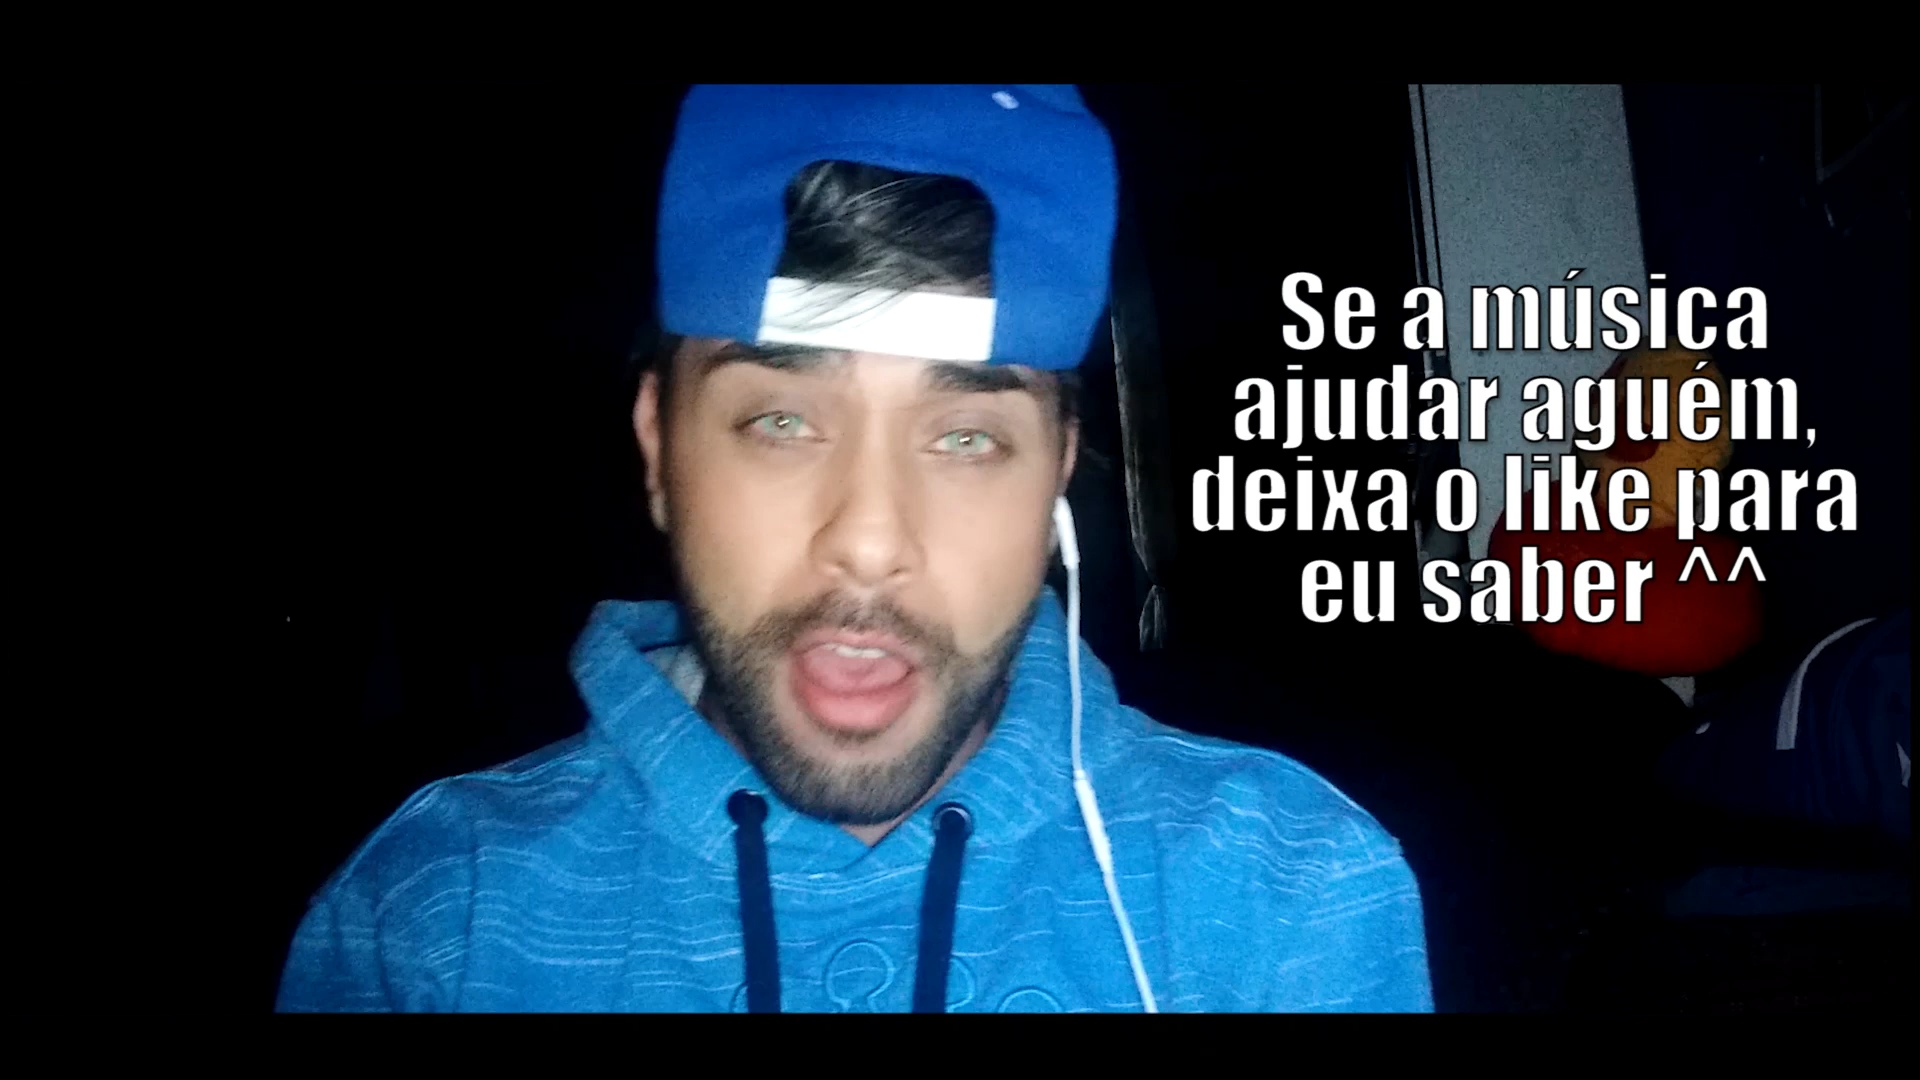 Se a música
ajudar aguém,
deixa o like para
eu saber ^^